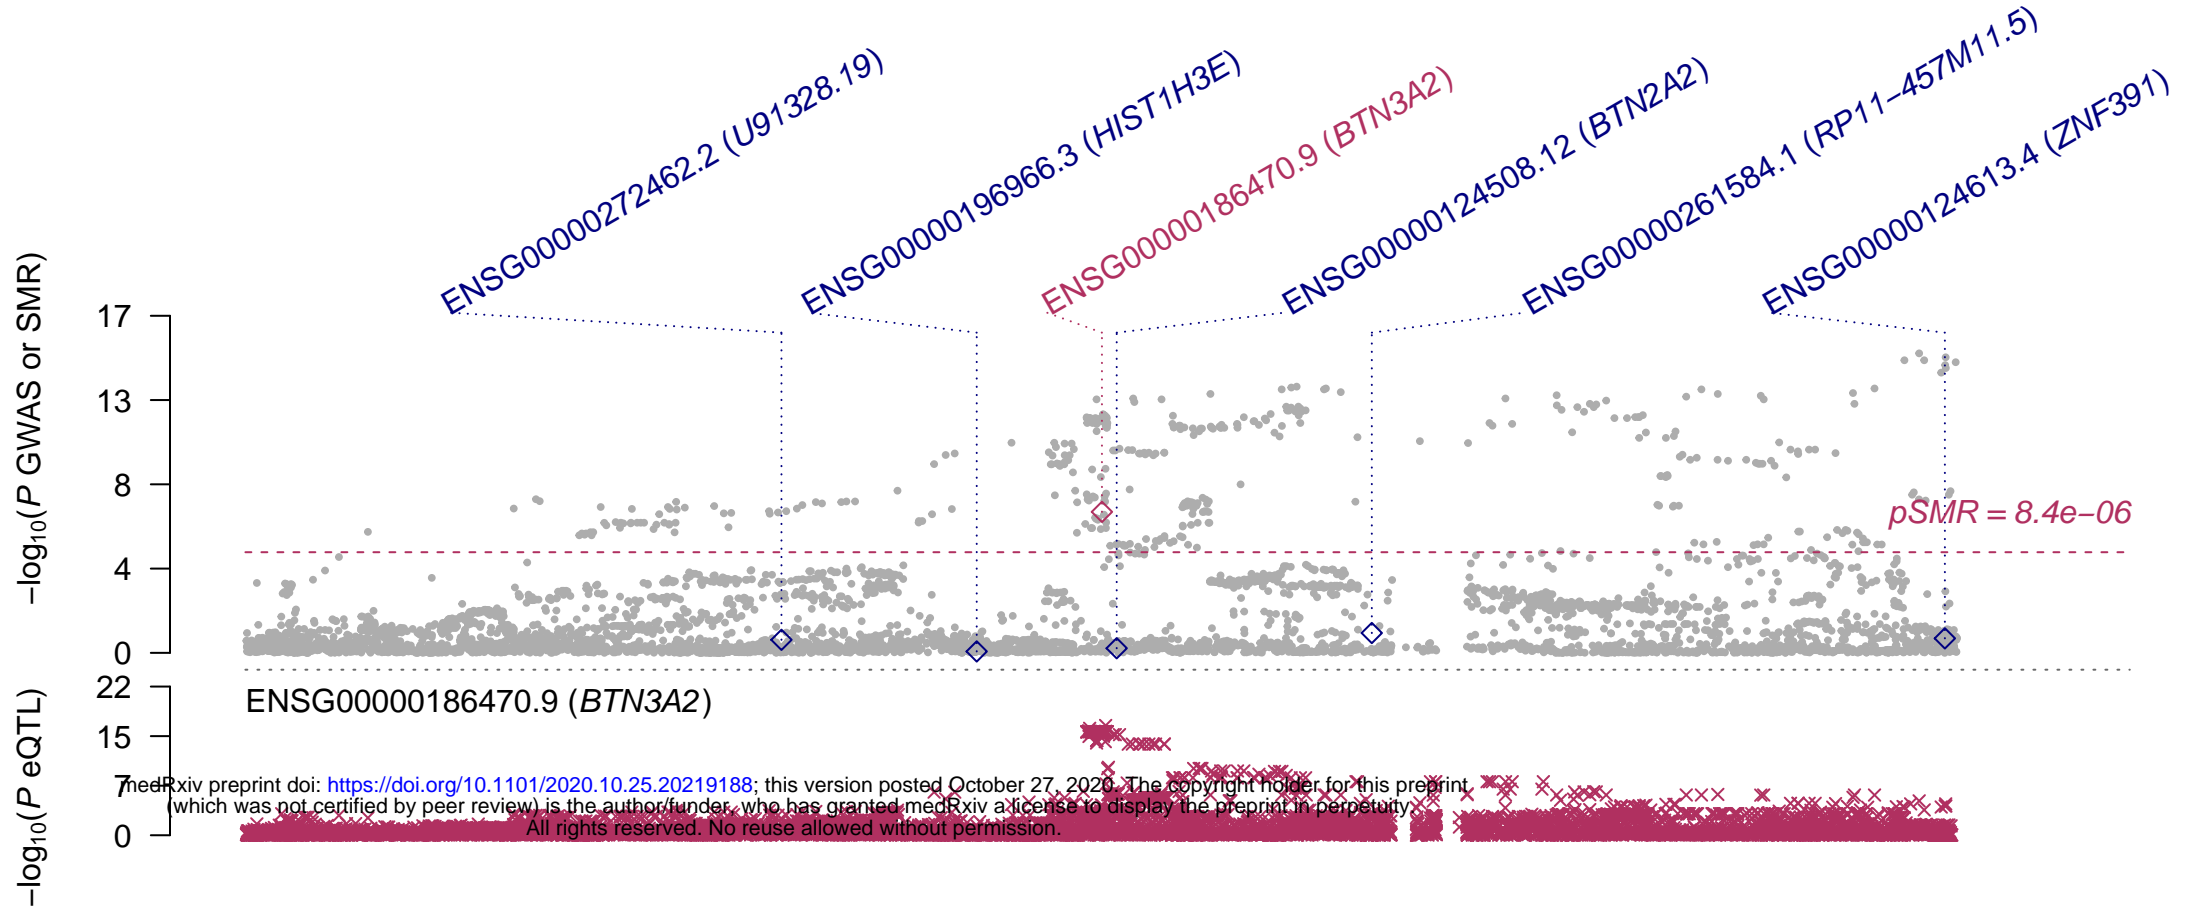 ENSG00000272462.2 (U91328.19)
ENSG00000196966.3 (HIST1H3E)
ENSG00000186470.9 (BTN3A2)
ENSG00000124508.12 (BTN2A2)
ENSG00000261584.1 (RP11−457M11.5)
ENSG00000124613.4 (ZNF391)
−log10(P GWAS or SMR)
17
13
8
4
0
pSMR = 8.4e−06
−log10(P eQTL)
22
15
7
0
ENSG00000186470.9 (BTN3A2)
medRxiv preprint doi: https://doi.org/10.1101/2020.10.25.20219188; this version posted October 27, 2020. The copyright holder for this preprint
(which was not certified by peer review) is the author/funder, who has granted medRxiv a license to display the preprint in perpetuity.
All rights reserved. No reuse allowed without permission.